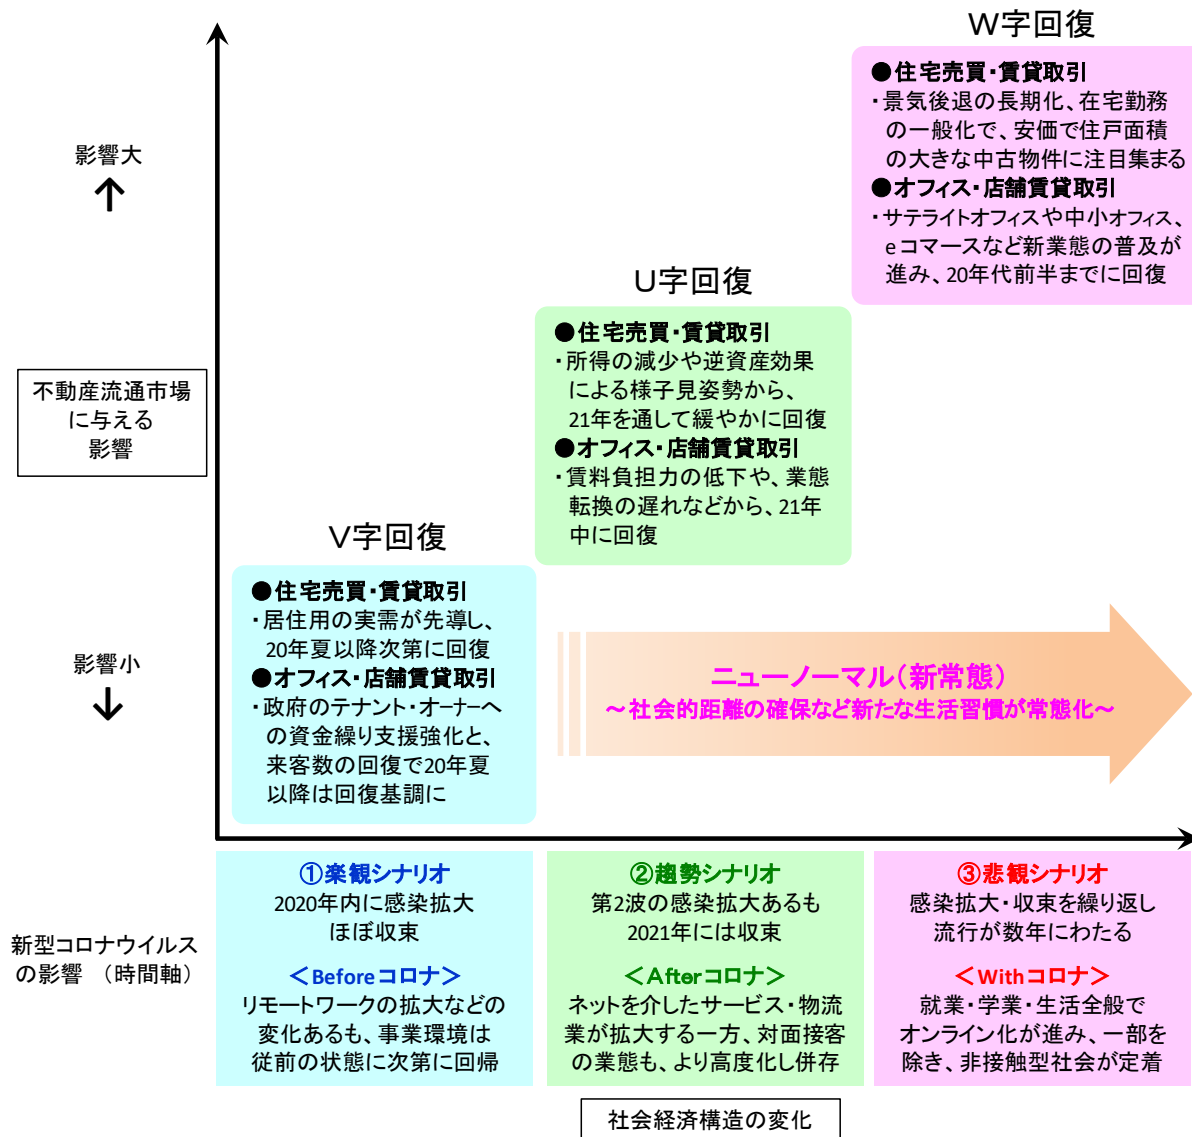 W字回復
●住宅売買・賃貸取引
・景気後退の長期化、在宅勤務
の一般化で、安価で住戸面積
の大きな中古物件に注目集まる
●オフィス・店舗賃貸取引
・サテライトオフィスや中小オフィス、
eコマースなど新業態の普及が
進み、20年代前半までに回復
影響大
↑
U字回復
●住宅売買・賃貸取引
・所得の減少や逆資産効果
による様子見姿勢から、
21年を通して緩やかに回復
●オフィス・店舗賃貸取引
・賃料負担力の低下や、業態
転換の遅れなどから、21年
中に回復
不動産流通市場
に与える
影響
V字回復
●住宅売買・賃貸取引
・居住用の実需が先導し、
20年夏以降次第に回復
●オフィス・店舗賃貸取引
・政府のテナント・オーナーへ
の資金繰り支援強化と、
来客数の回復で20年夏
以降は回復基調に
影響小
↓
ニューノーマル（新常態）
～社会的距離の確保など新たな生活習慣が常態化～
新型コロナウイルス
の影響　（時間軸）
①楽観シナリオ
2020年内に感染拡大
ほぼ収束
＜Beforeコロナ＞
リモートワークの拡大などの
変化あるも、事業環境は
従前の状態に次第に回帰
②趨勢シナリオ
第2波の感染拡大あるも
2021年には収束
＜Afterコロナ＞
ネットを介したサービス・物流
業が拡大する一方、対面接客
の業態も、より高度化し併存
③悲観シナリオ
感染拡大・収束を繰り返し
流行が数年にわたる
＜Withコロナ＞
就業・学業・生活全般で
オンライン化が進み、一部を
除き、非接触型社会が定着
社会経済構造の変化